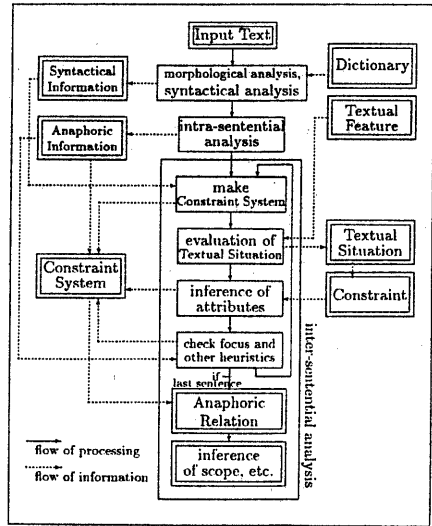 Input Text
Syntactical
Information
morphological analysis,
syntactical analysis
Dictionary
Anaphoric
Information
intra-sentential
analysis
Textual
Feature
make
Constraint System
evaluation of
Textual Situation
Textual
Situation
Constraint
System
inference of
attributes
Constraint
check focus and
other heuristics
if
last sentence
Anaphoric
Relation
inference
of scope, etc.
inter-sentential analysis
flow of processing
flow of information